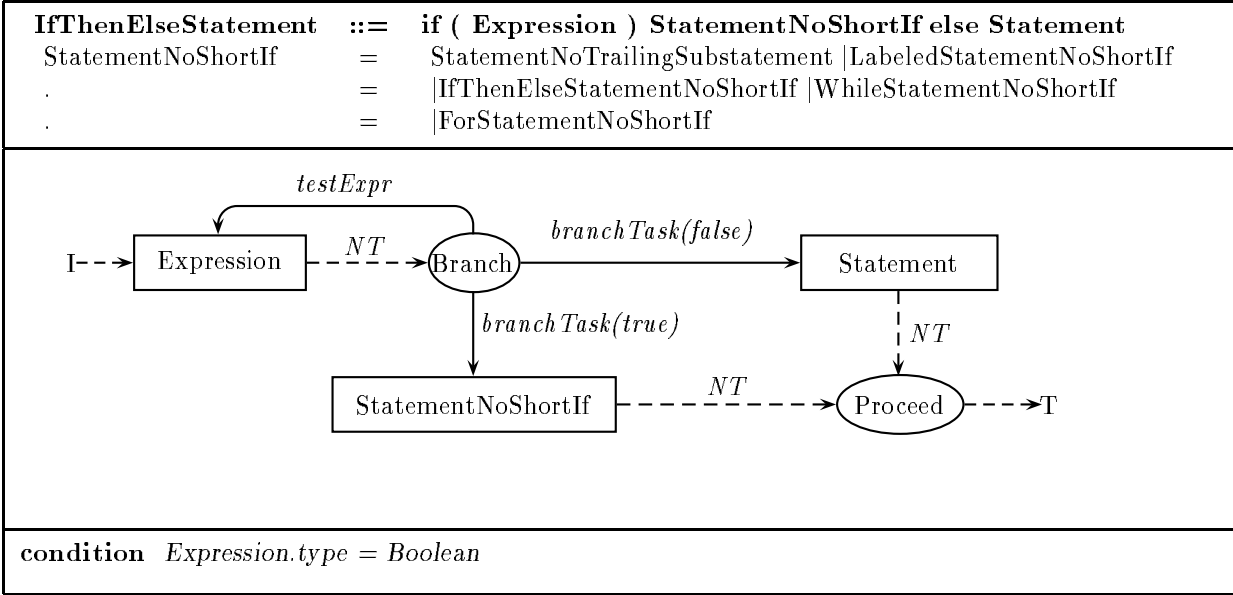 IfThenElseStatement ::= if ( Expression ) StatementNoShortIf else Statement
StatementNoShortIf = StatementNoTrailingSubstatement |LabeledStatementNoShortIf
. = |IfThenElseStatementNoShortIf |WhileStatementNoShortIf
. = |ForStatementNoShortIf
testExpr
branchTask(false)
I Expression NT Branch Statement
branchTask(true)
NT
StatementNoShortIf NT Proceed T
condition Expression.type = Boolean